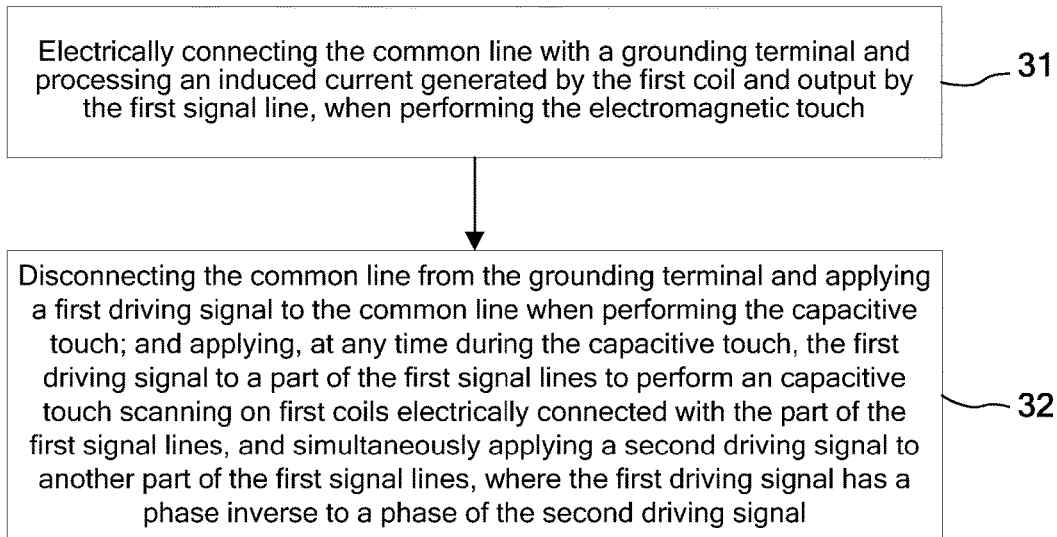 Electrically connecting the common line with a grounding terminal and
processing an induced current generated by the first coil and output by
the first signal line, when performing the electromagnetic touch
31
Disconnecting the common line from the grounding terminal and applying
a first driving signal to the common line when performing the capacitive
touch; and applying, at any time during the capacitive touch, the first
driving signal to a part of the first signal lines to perform an capacitive
touch scanning on first coils electrically connected with the part of the
first signal lines, and simultaneously applying a second driving signal to
another part of the first signal lines, where the first driving signal has a
phase inverse to a phase of the second driving signal
32